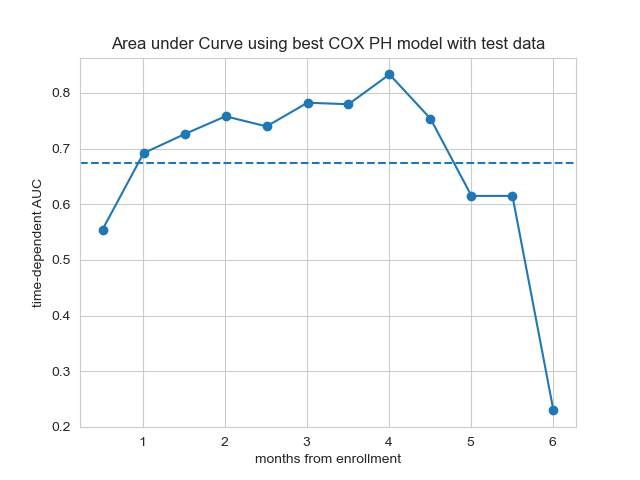 Area under Curve using best COX PH model with test data
time-dependent AUC
0.8
0.7
0.6
0.5
0.4
0.3
0.2
1 2 3 4 5 6
months from enrollment